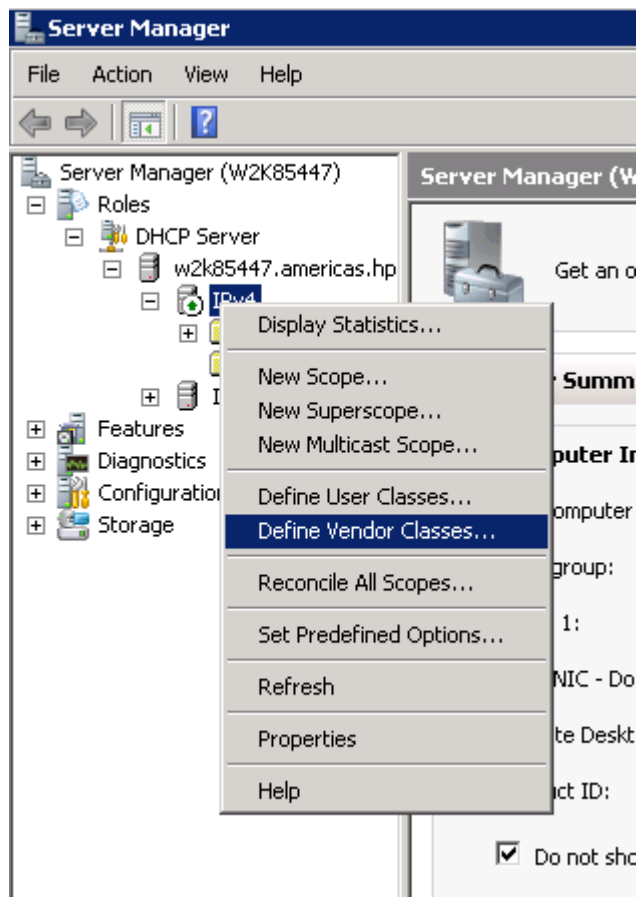 Server Manager
File Action View Help
Server Manager (W2K85447)
Roles
DHCP Server
w2k85447.americas.hp
IPv4
Features
Diagnostics
Configuration
Storage
Display Statistics...
New Scope...
New Superscope...
New Multicast Scope...
Define User Classes...
Define Vendor Classes...
Reconcile All Scopes...
Set Predefined Options...
Refresh
Properties
Help
Server Manager (W
Get an o
Summ
puter In
omputer
group:
1:
NIC - Do
te Deskt
ct ID:
Do not sho